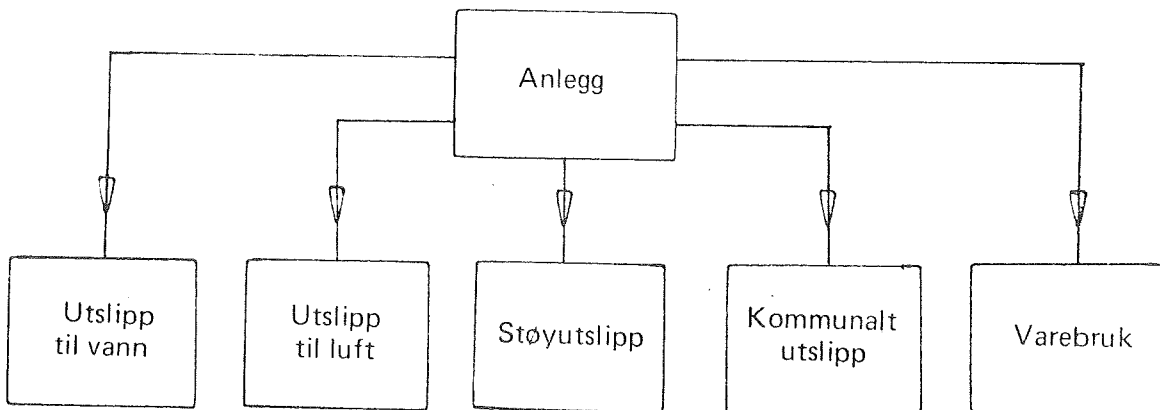 Anlegg
Utslipp
til vann
Utslipp
til luft
Støyutslipp
Kommunalt
utslipp
Varebruk